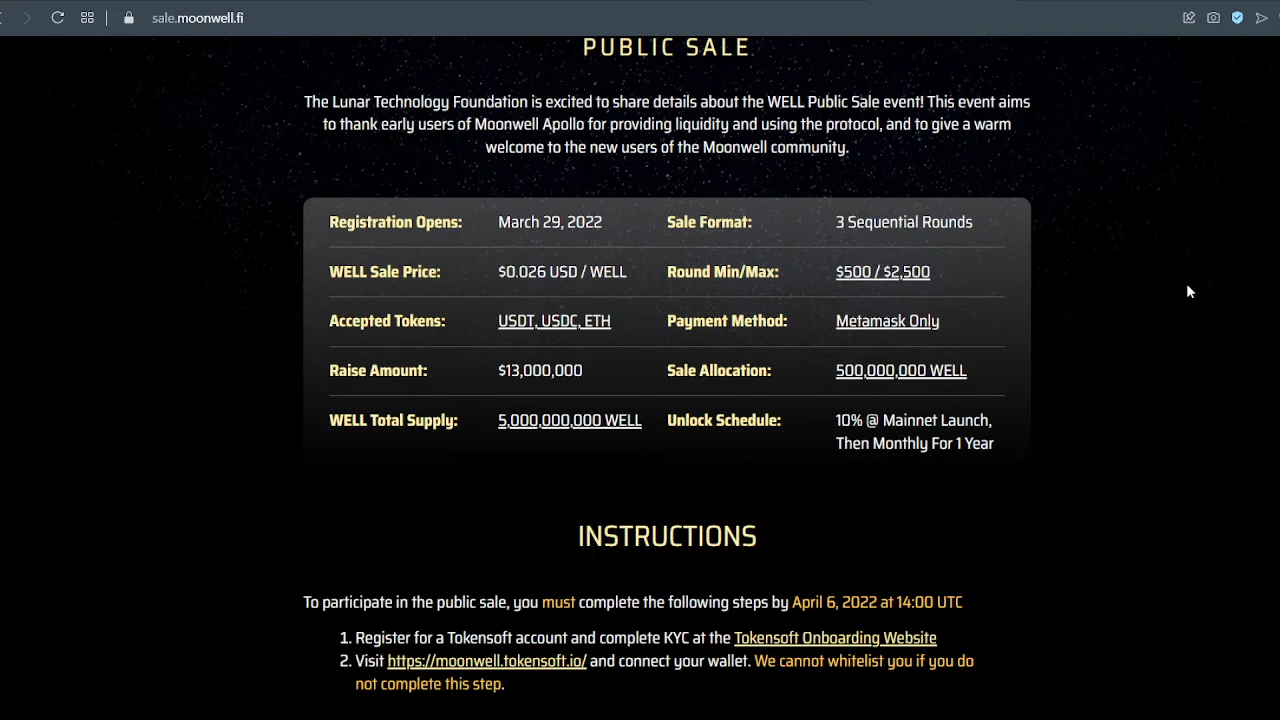 sale.moonwell.fi
PUBLIC SALE
The Lunar Technology Foundation is excited to share details about the WELL Public Sale event! This event aims
to thank early users of Moonwell Apollo for providing liquidity and using the protocol, and to give a warm
welcome to the new users of the Moonwell community.
Registration Opens: March 29, 2022 Sale Format: 3 Sequential Rounds
WELL Sale Price: $0.026 USD / WELL Round Min/Max: $500 / $2,500
Accepted Tokens: USDT, USDC, ETH Payment Method: Metamask Only
Raise Amount: $13,000,000 Sale Allocation: 500,000,000 WELL
WELL Total Supply: 5,000,000,000 WELL Unlock Schedule: 10% @ Mainnet Launch,
Then Monthly For 1 Year
INSTRUCTIONS
To participate in the public sale, you must complete the following steps by April 6, 2022 at 14:00 UTC
1. Register for a Tokensoft account and complete KYC at the Tokensoft Onboarding Website
2. Visit https://moonwell.tokensoft.io/ and connect your wallet. We cannot whitelist you if you do
not complete this step.